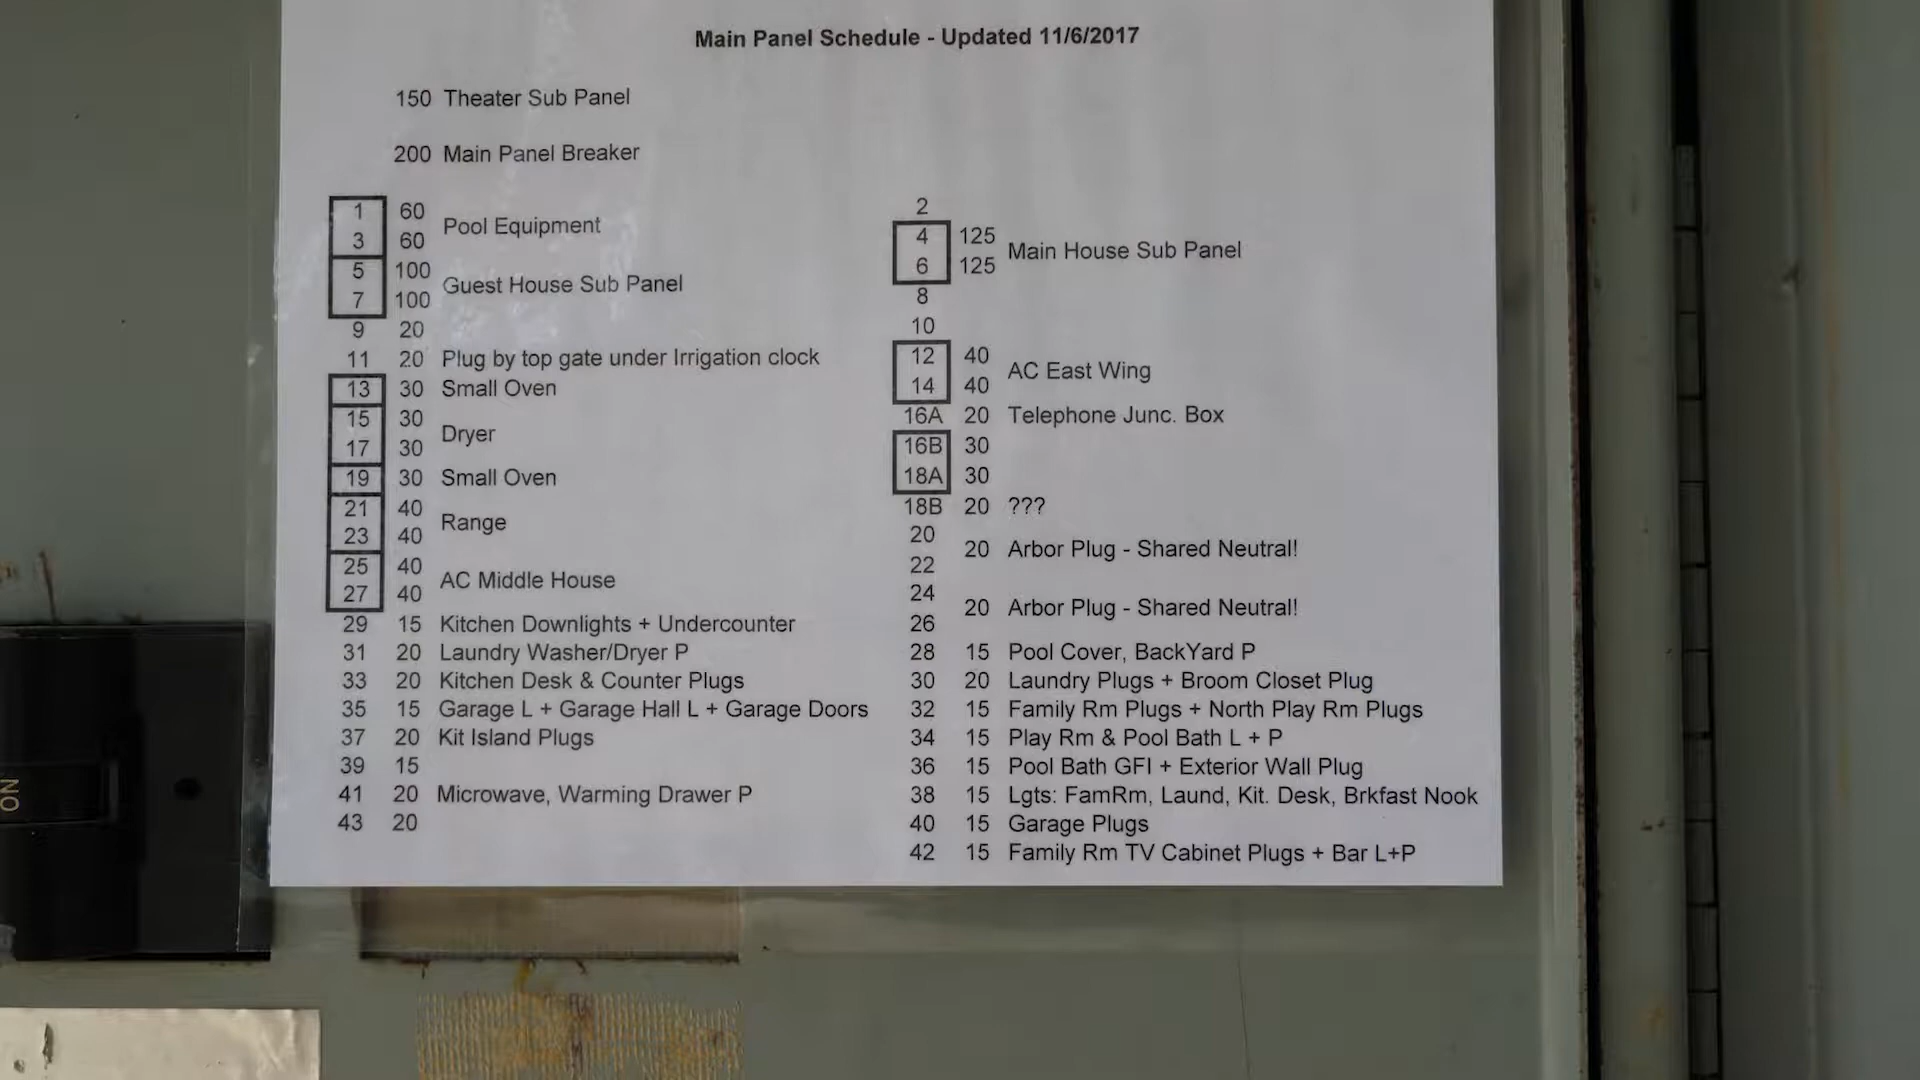 Main Panel Schedule - Updated 11/6/2017
150 Theater Sub Panel
200 Main Panel Breaker
1 60
Pool Equipment
3 60
5 100
Guest House Sub Panel
7 100
9 20
11 20 Plug by top gate under Irrigation clock
13 30 Small Oven
15 30
Dryer
17 30
19 30 Small Oven
21 40
Range
23 40
25 40
AC Middle House
27 40
29 15 Kitchen Downlights + Undercounter
31 20 Laundry Washer/Dryer P
33 20 Kitchen Desk & Counter Plugs
35 15 Garage L + Garage Hall L + Garage Doors
37 20 Kit Island Plugs
39 15
41 20 Microwave, Warming Drawer P
43 20
2
4 125
Main House Sub Panel
6 125
8
10
12 40
AC East Wing
14 40
16A 20 Telephone Junc. Box
16B 30
18A 30
18B 20 ???
20
20 Arbor Plug - Shared Neutral!
22
24
20 Arbor Plug - Shared Neutral!
26
28 15 Pool Cover, BackYard P
30 20 Laundry Plugs + Broom Closet Plug
32 15 Family Rm Plugs + North Play Rm Plugs
34 15 Play Rm & Pool Bath L + P
36 15 Pool Bath GFI + Exterior Wall Plug
38 15 Lgts: FamRm, Laund, Kit. Desk, Brkfast Nook
40 15 Garage Plugs
42 15 Family Rm TV Cabinet Plugs + Bar L+P
ON